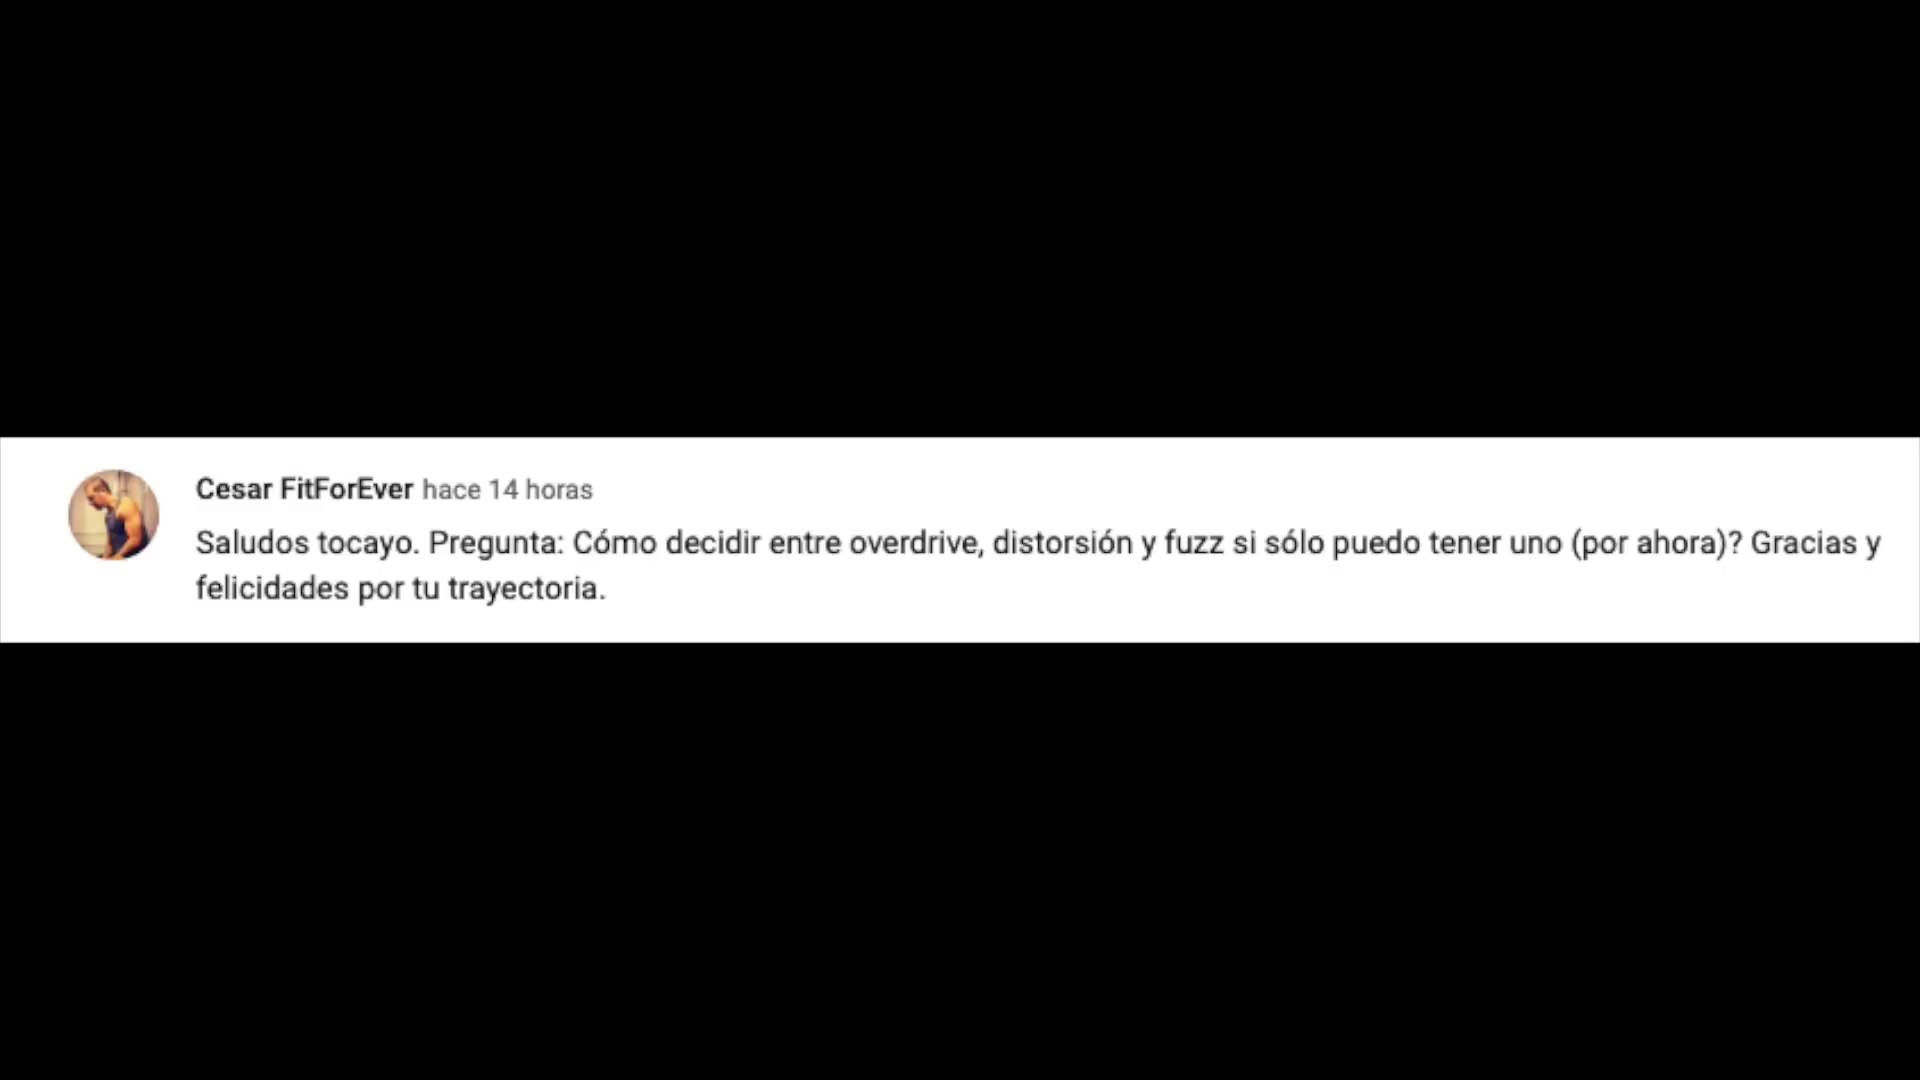 Cesar FitForEver hace 14 horas
Saludos tocayo. Pregunta: Cómo decidir entre overdrive, distorsión y fuzz si sólo puedo tener uno (por ahora)? Gracias y
felicidades por tu trayectoria.